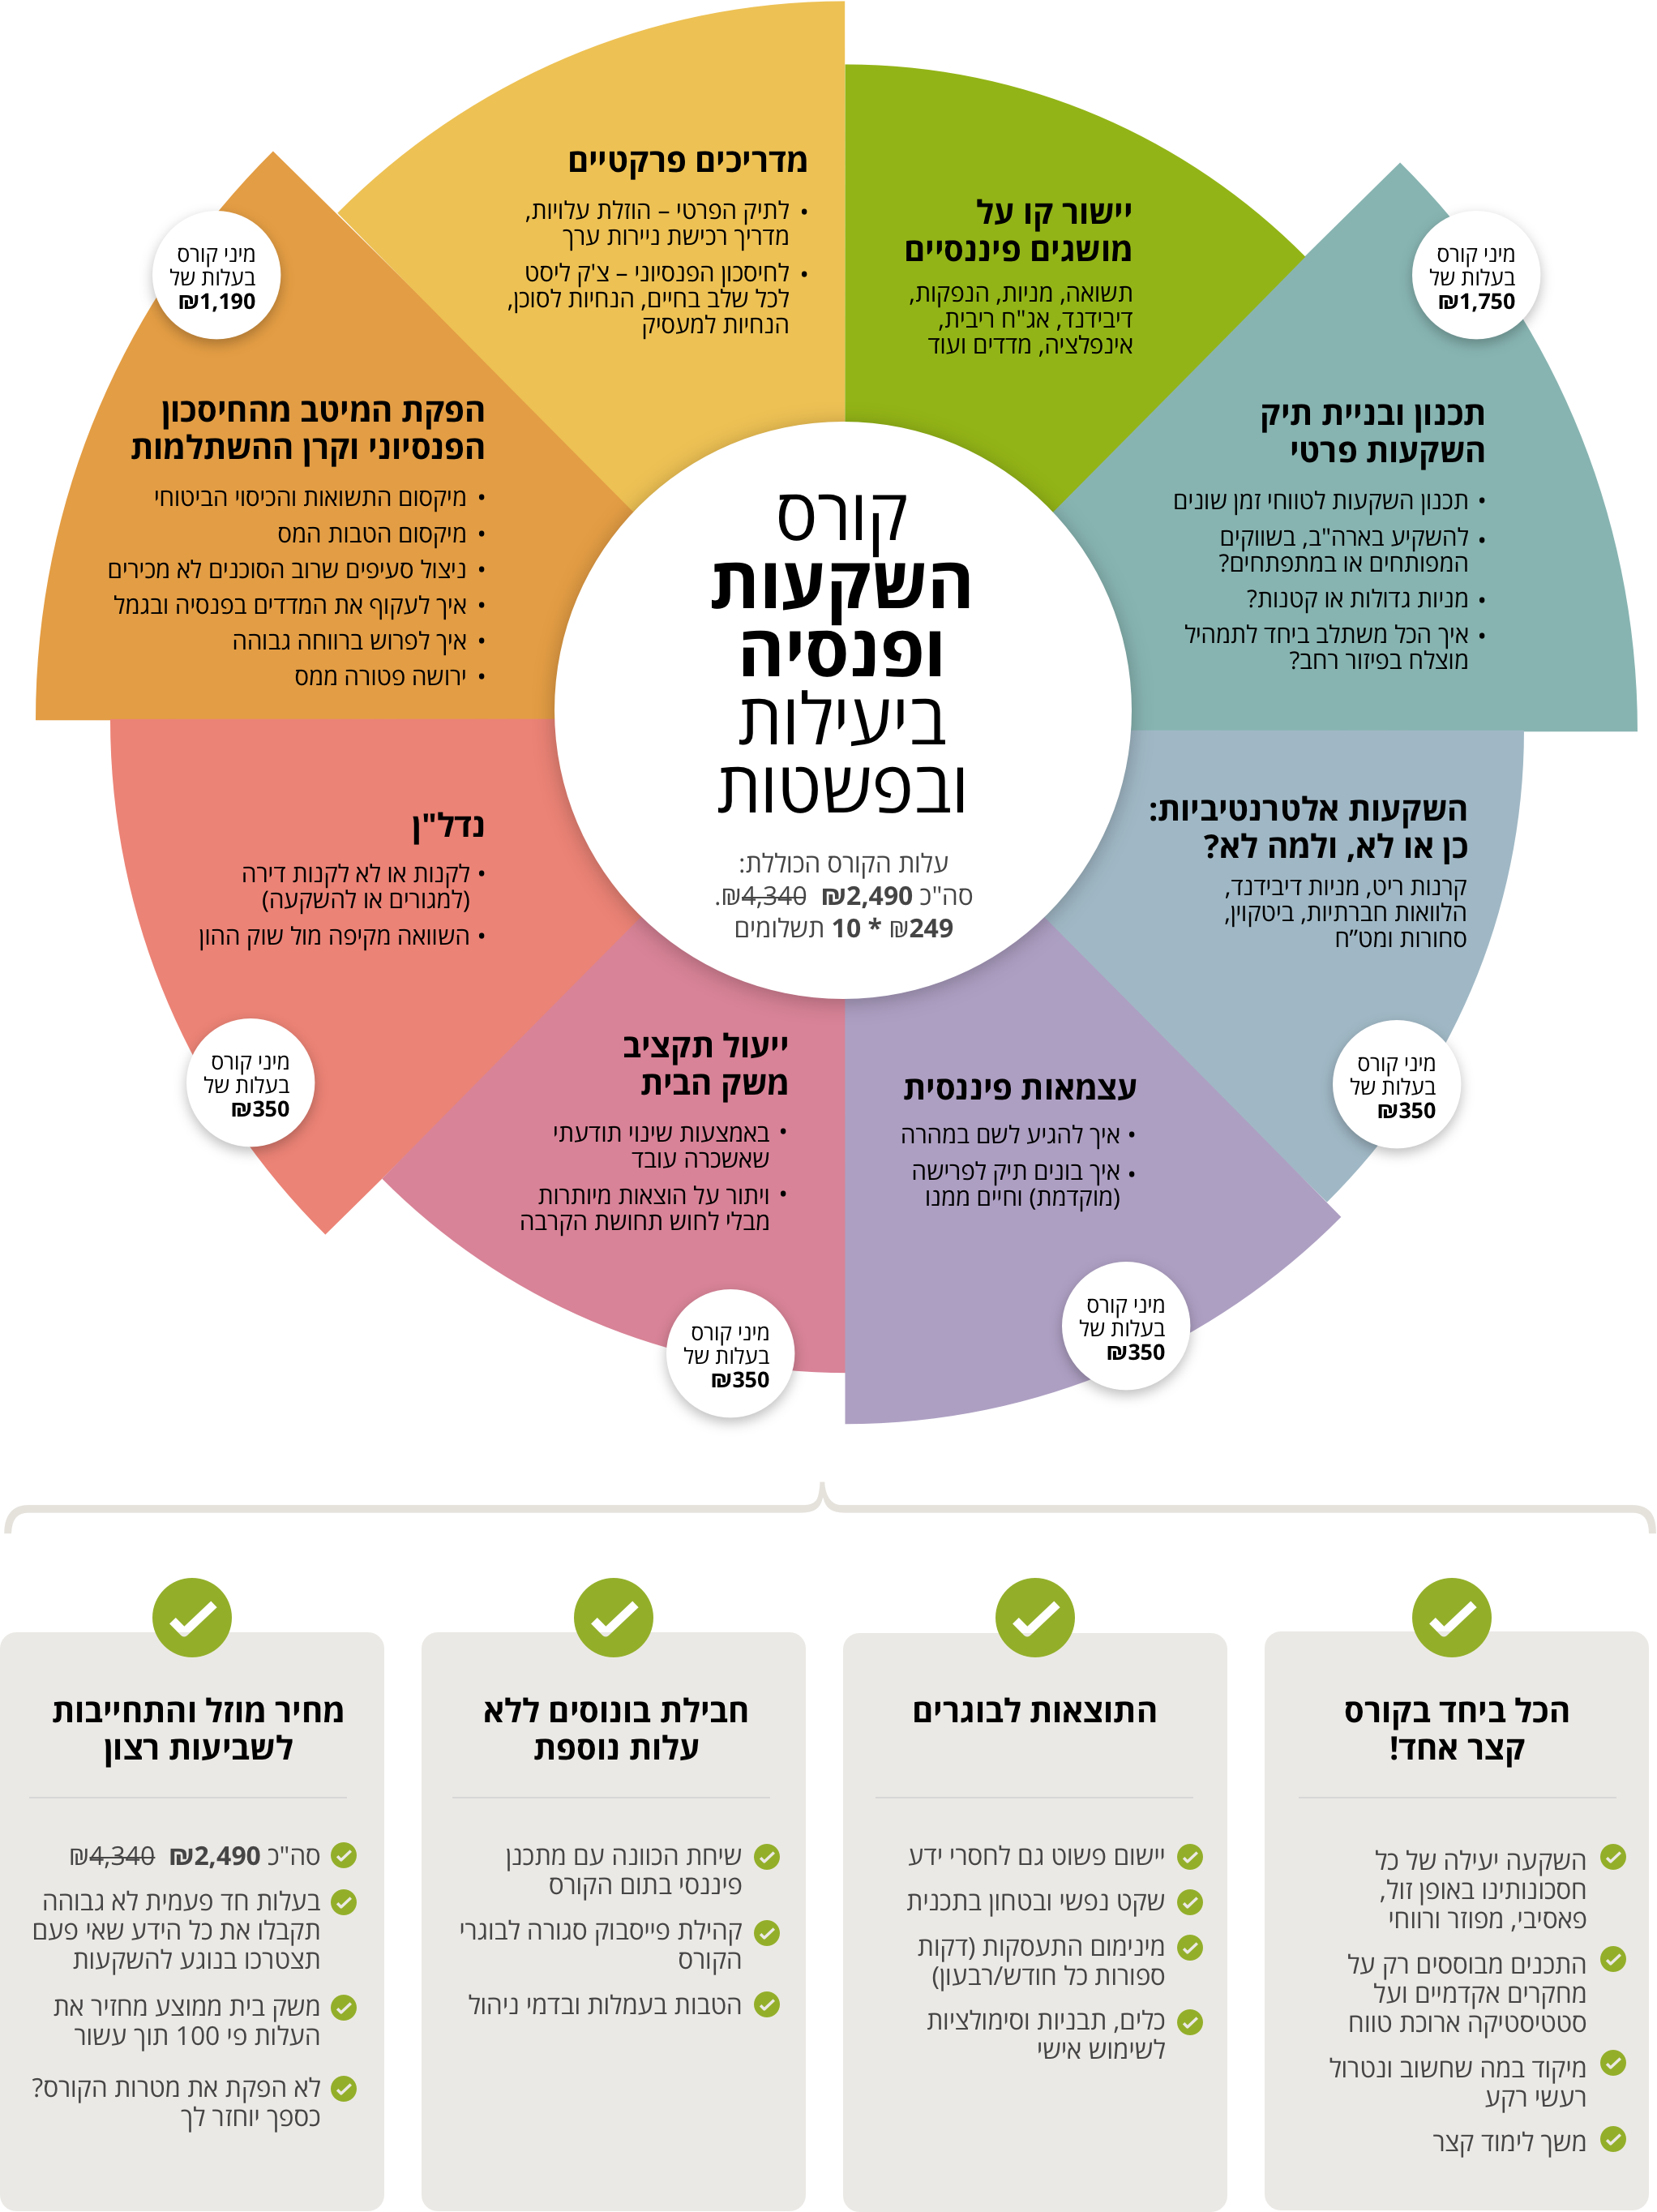 קורס
השקעות
ופנסיה
ביעילות
ובפשטות
עלות הקורס הכוללת:
סה"כ 2,490₪ 4,340₪.
249₪ * 10 תשלומים
יישור קו על
מושגים פיננסיים
תשואה, מניות, הנפקות,
דיבידנד, אג"ח ריבית,
אינפלציה, מדדים ועוד
מיני קורס
בעלות של
1,750₪
תכנון ובניית תיק
השקעות פרטי
• תכנון השקעות לטווחי זמן שונים
• להשקיע בארה"ב, בשווקים
המפותחים או במתפתחים?
• מניות גדולות או קטנות?
• איך הכל משתלב ביחד לתמהיל
מוצלח בפיזור רחב?
השקעות אלטרנטיביות:
כן או לא, ולמה לא?
קרנות ריט, מניות דיבידנד,
הלוואות חברתיות, ביטקוין,
סחורות ומט”ח
מיני קורס
בעלות של
350₪
עצמאות פיננסית
• איך להגיע לשם במהרה
• איך בונים תיק לפרישה
(מוקדמת) וחיים ממנו
מיני קורס
בעלות של
350₪
ייעול תקציב
משק הבית
• באמצעות שינוי תודעתי
שאשכרה עובד
• ויתור על הוצאות מיותרות
מבלי לחוש תחושת הקרבה
מיני קורס
בעלות של
350₪
נדל"ן
• לקנות או לא לקנות דירה
(למגורים או להשקעה)
• השוואה מקיפה מול שוק ההון
מיני קורס
בעלות של
350₪
מיני קורס
בעלות של
1,190₪
הפקת המיטב מהחיסכון
הפנסיוני וקרן ההשתלמות
• מיקסום התשואות והכיסוי הביטוחי
• מיקסום הטבות המס
• ניצול סעיפים שרוב הסוכנים לא מכירים
• איך לעקוף את המדדים בפנסיה ובגמל
• איך לפרוש ברווחה גבוהה
• ירושה פטורה ממס
מדריכים פרקטיים
• לתיק הפרטי – הוזלת עלויות,
מדריך רכישת ניירות ערך
• לחיסכון הפנסיוני – צ'ק ליסט
לכל שלב בחיים, הנחיות לסוכן,
הנחיות למעסיק
הכל ביחד בקורס
קצר אחד!
השקעה יעילה של כל
חסכונותינו באופן זול,
פאסיבי, מפוזר ורווחי
התכנים מבוססים רק על
מחקרים אקדמיים ועל
סטטיסטיקה ארוכת טווח
מיקוד במה שחשוב ונטרול
רעשי רקע
משך לימוד קצר
התוצאות לבוגרים
יישום פשוט גם לחסרי ידע
שקט נפשי ובטחון בתכנית
מינימום התעסקות (דקות
ספורות כל חודש/רבעון)
כלים, תבניות וסימולציות
לשימוש אישי
חבילת בונוסים ללא
עלות נוספת
שיחת הכוונה עם מתכנן
פיננסי בתום הקורס
קהילת פייסבוק סגורה לבוגרי
הקורס
הטבות בעמלות ובדמי ניהול
מחיר מוזל והתחייבות
לשביעות רצון
סה"כ 2,490₪ 4,340₪
בעלות חד פעמית לא גבוהה
תקבלו את כל הידע שאי פעם
תצטרכו בנוגע להשקעות
משק בית ממוצע מחזיר את
העלות פי 100 תוך עשור
לא הפקת את מטרות הקורס?
כספך יוחזר לך